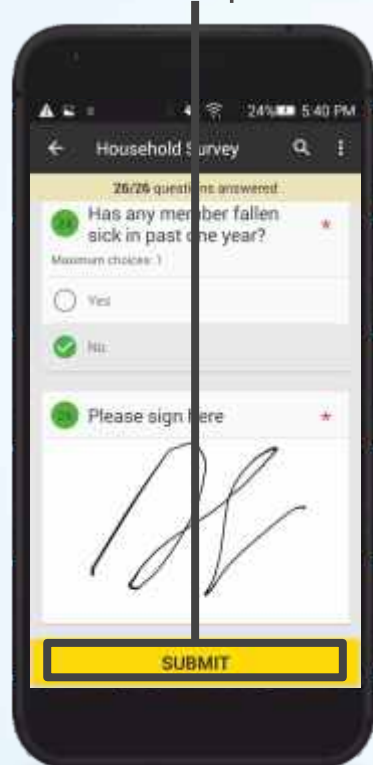 24% 5:40 PM
Household Survey
26/26 questions answered
Has any member fallen
sick in past one year?
*
Maximum choices: 1
Yes
No
Please sign here
*
SUBMIT